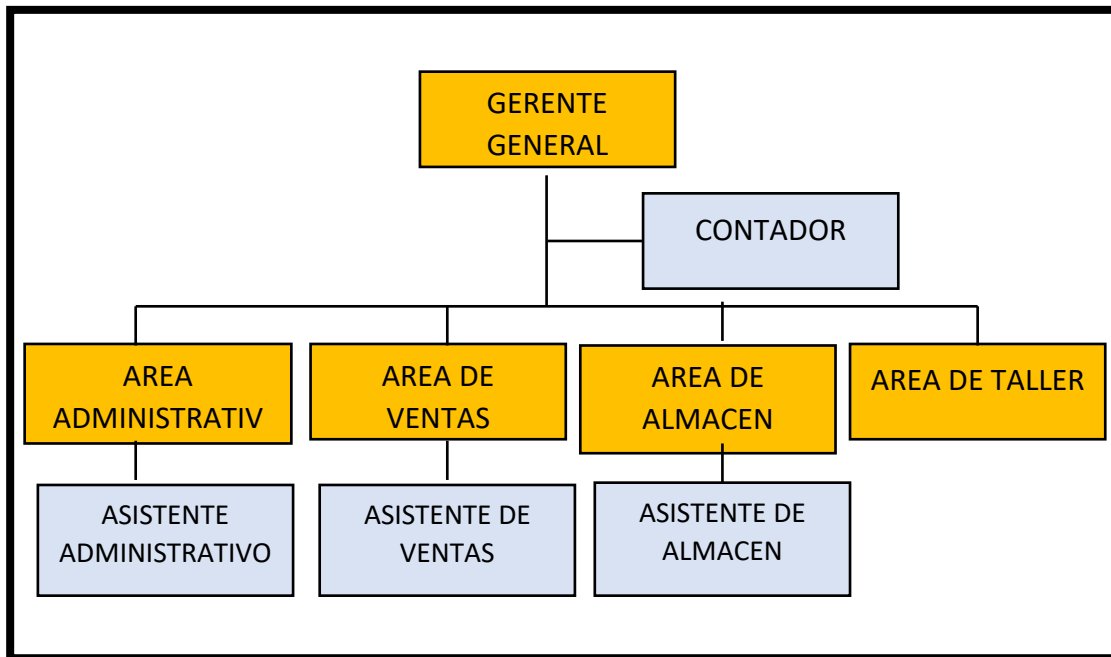 GERENTE
GENERAL
CONTADOR
AREA
ADMINISTRATIV
AREA DE
VENTAS
AREA DE
ALMACEN
AREA DE TALLER
ASISTENTE
ADMINISTRATIVO
ASISTENTE DE
VENTAS
ASISTENTE DE
ALMACEN